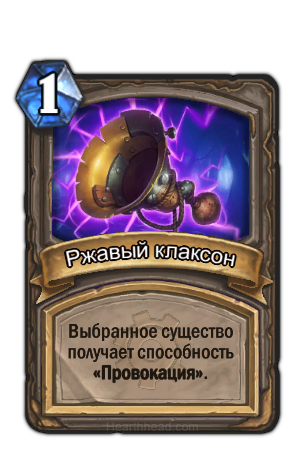 1
Ржавый клаксон
Выбранное существо
получает способность
«Провокация».
Hearthhead.com